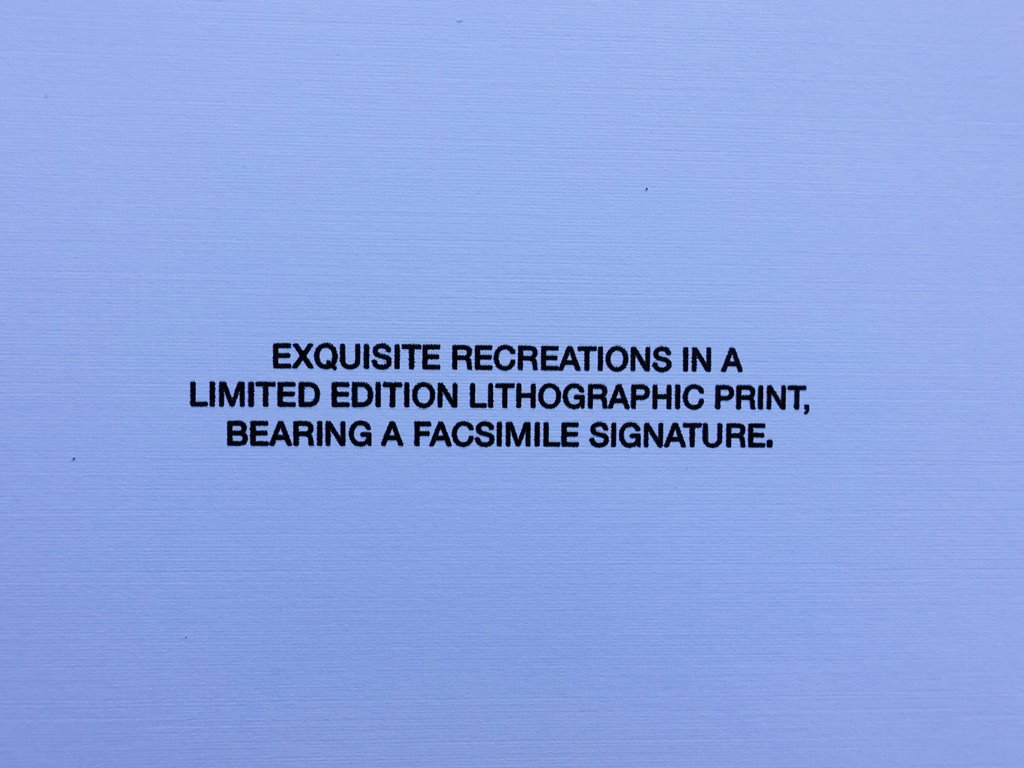 EXQUISITE RECREATIONS IN A
LIMITED EDITION LITHOGRAPHIC PRINT,
BEARING A FACSIMILE SIGNATURE.